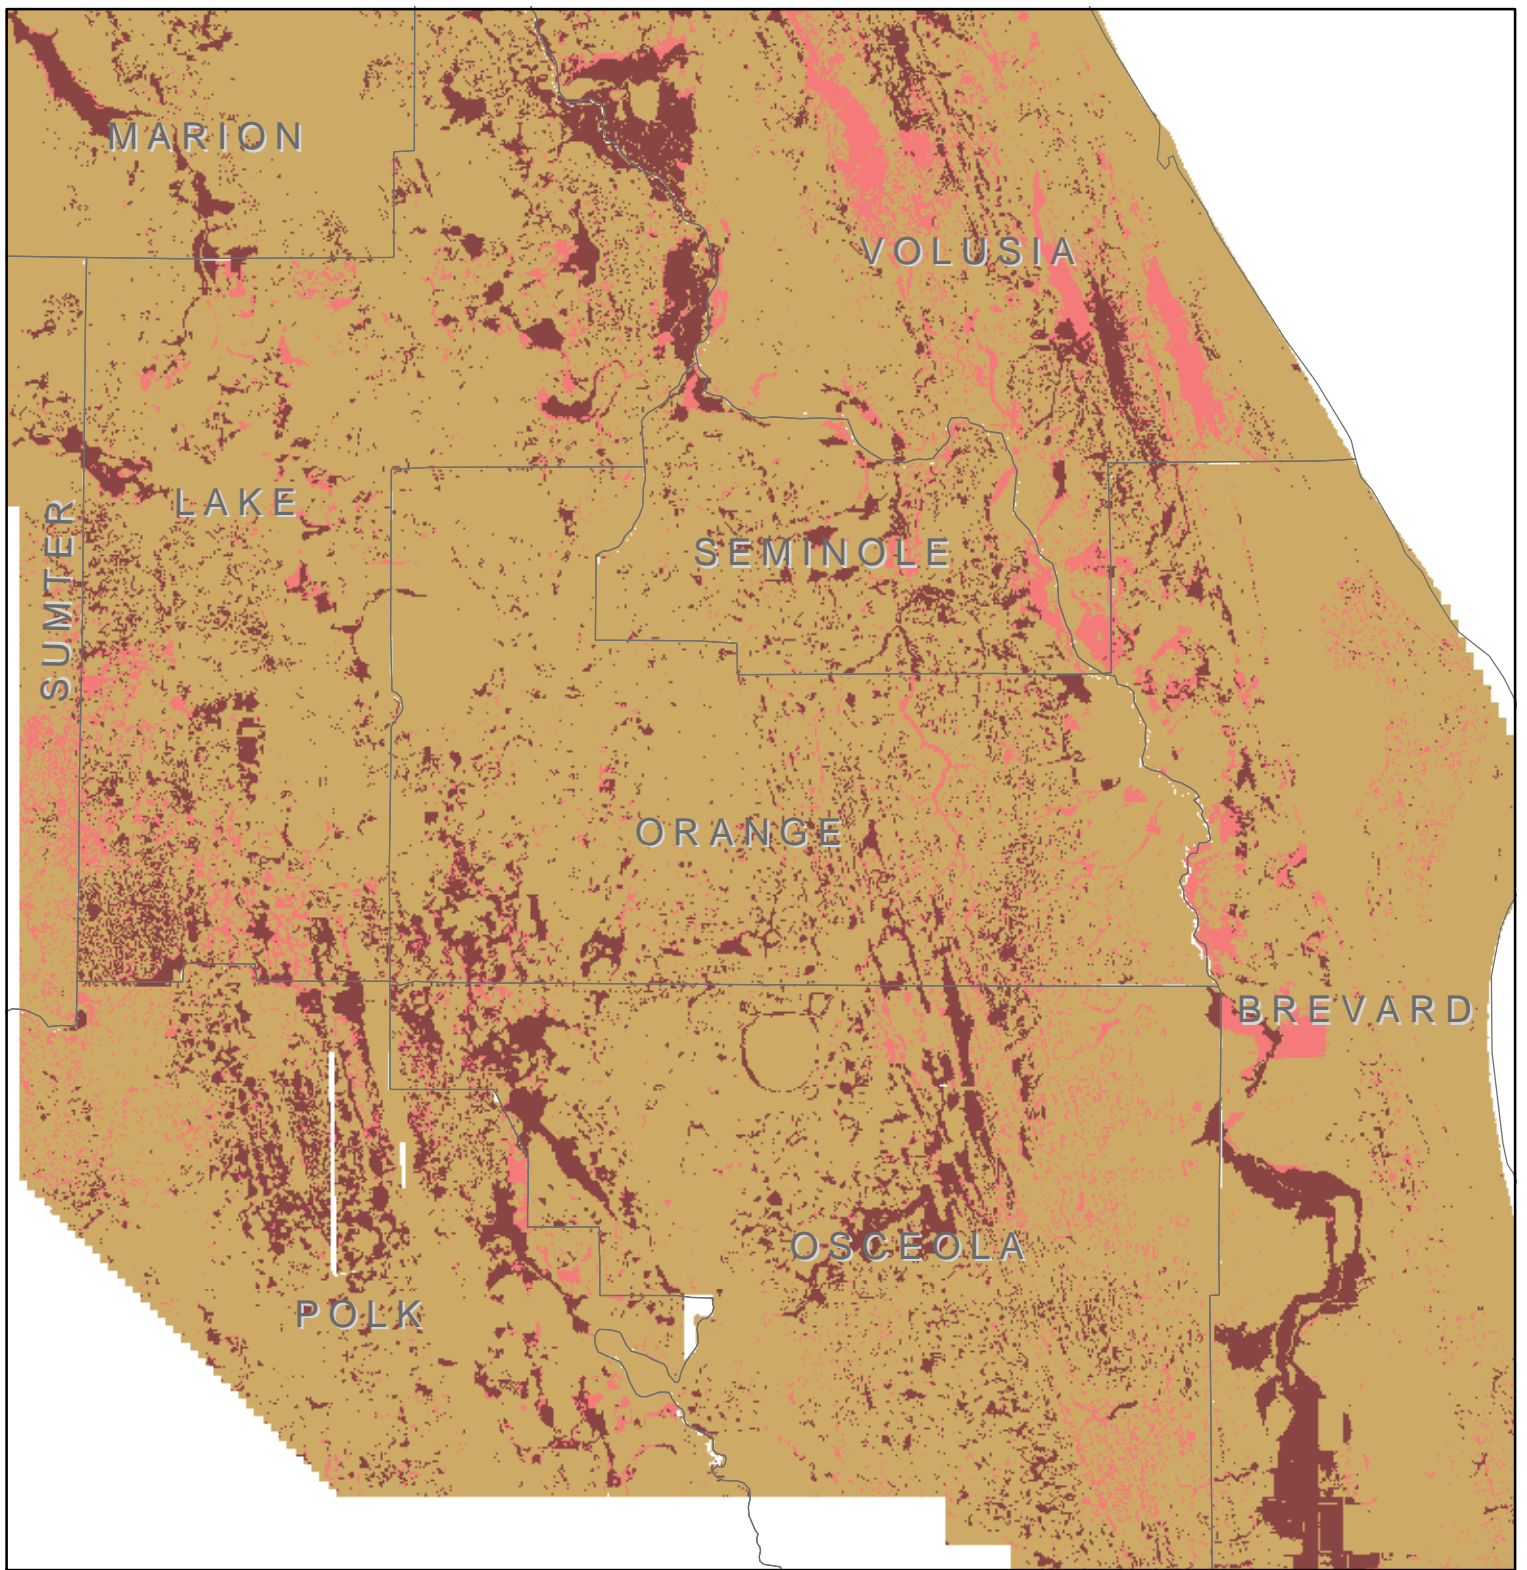 MARION
VOLUSIA
LAKE
SUMTER
SEMINOLE
ORANGE
BREVARD
OSCEOLA
POLK